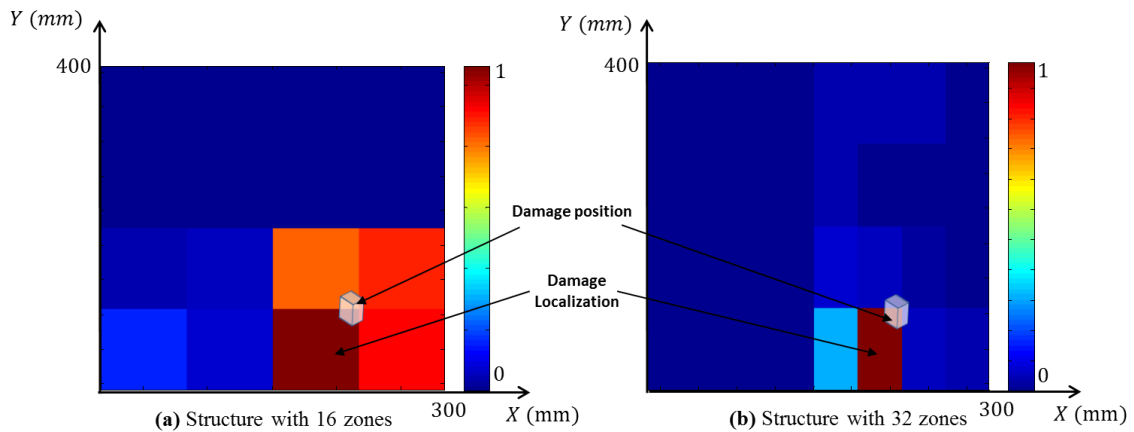 Y (mm)
400
1
0
300
X (mm)
(a) Structure with 16 zones
Damage position
Damage
Localization
Y (mm)
400
1
0
300
X (mm)
(b) Structure with 32 zones